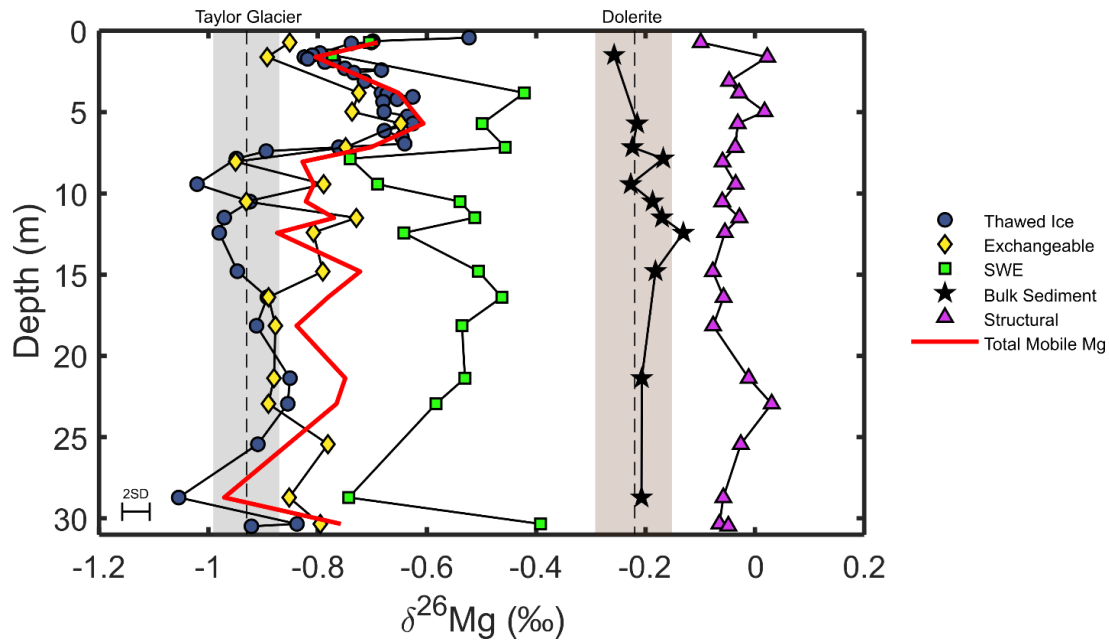 Taylor Glacier
Dolerite
0
5
10
15
20
25
30
Depth (m)
2SD
-1.2
-1
-0.8
-0.6
-0.4
-0.2
0
0.2
δ26Mg (‰)
Thawed Ice
Exchangeable
SWE
Bulk Sediment
Structural
Total Mobile Mg